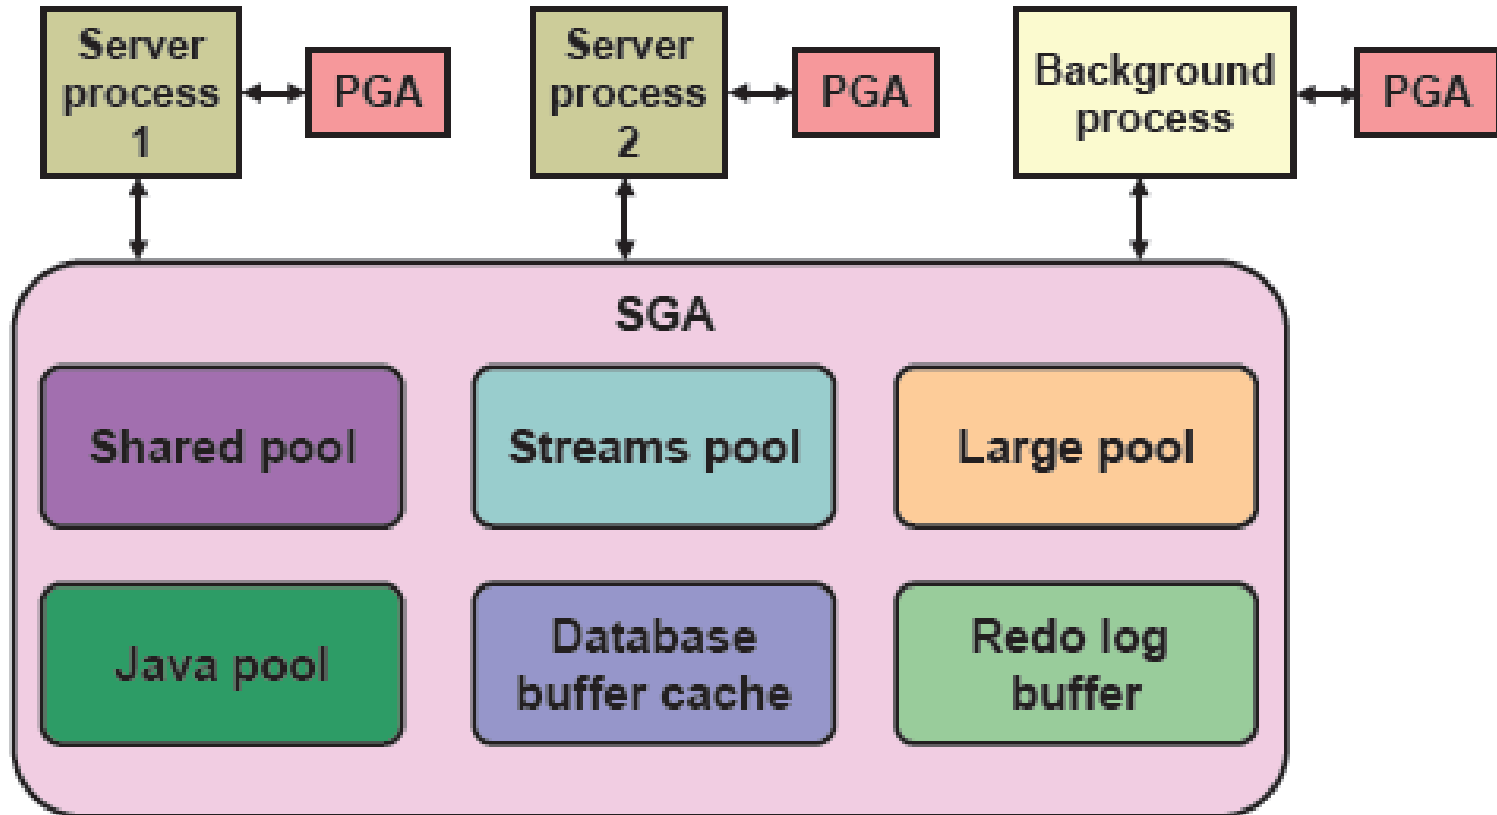 Server
process
1
PGA
Server
process
2
PGA
Background
process
PGA
SGA
Shared pool
Streams pool
Large pool
Java pool
Database
buffer cache
Redo log
buffer